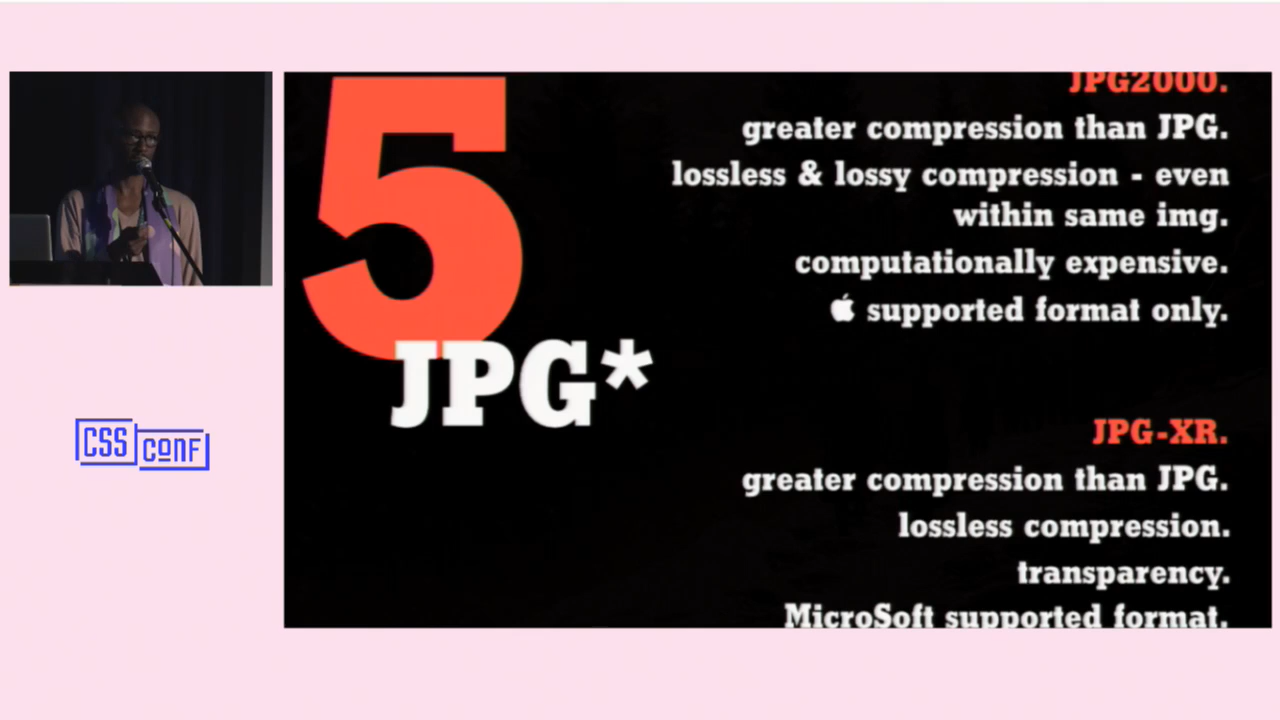 5
JPG*
JPG2000.
greater compression than JPG.
lossless & lossy compression - even
within same img.
computationally expensive.
supported format only.
JPG-XR.
greater compression than JPG.
lossless compression.
transparency.
MicroSoft supported format.
CSS
CONF